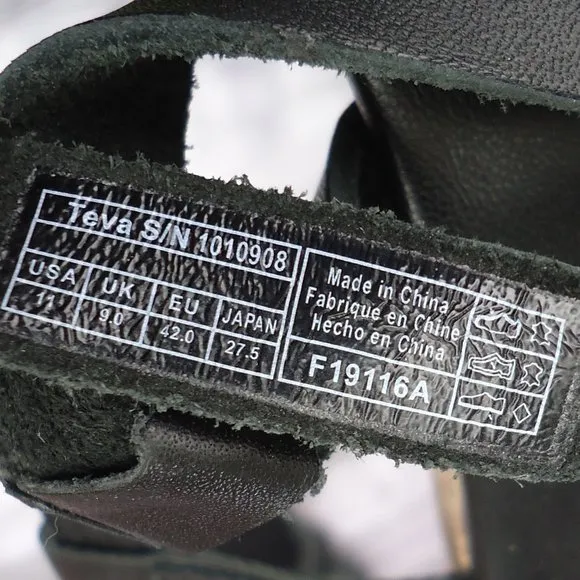 Teva S/N 1010908
USA UK EU JAPAN
11 9.0 42.0 27.5
Made in China
Fabrique en Chine
Hecho en China
F19116A